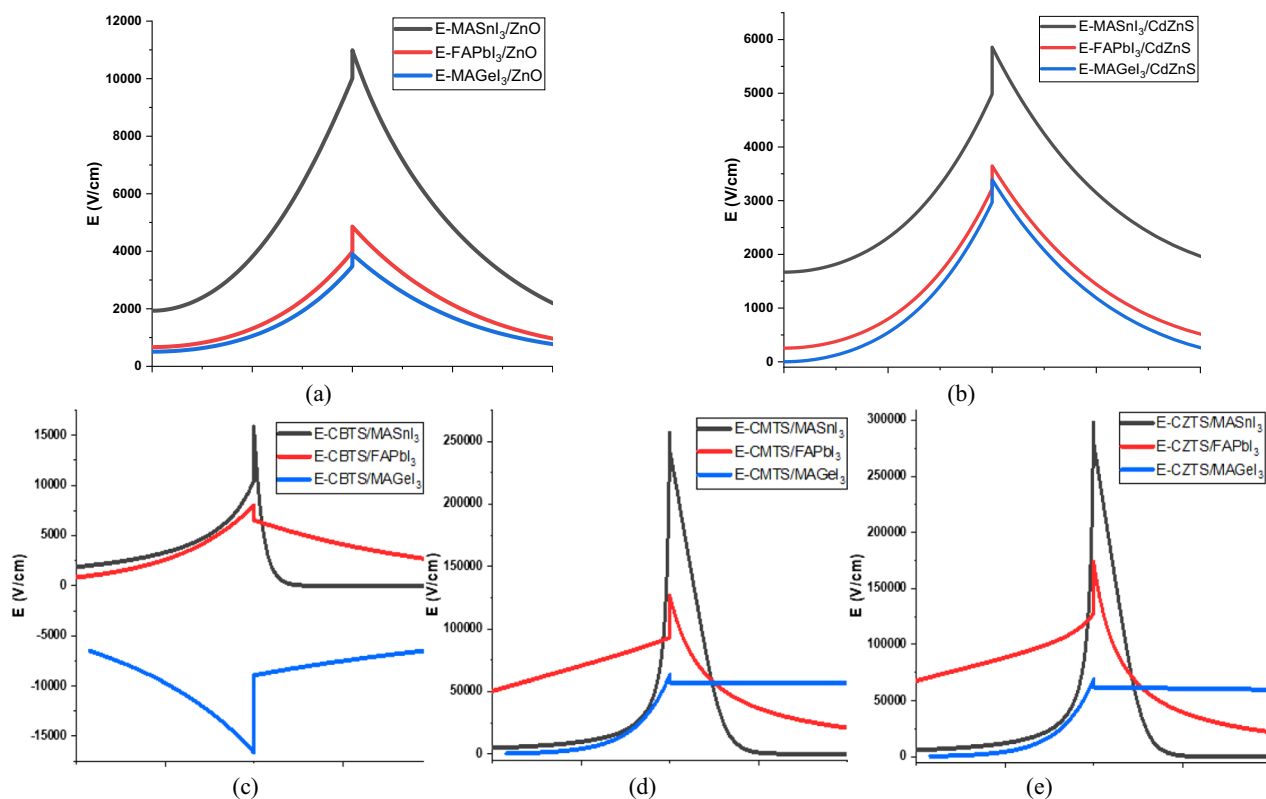 12000
10000
8000
6000
4000
2000
0
E (V/cm)
E-MASnI₃/ZnO
E-FAPbI₃/ZnO
E-MAGeI₃/ZnO
(a)
6000
5000
4000
3000
2000
1000
0
E (V/cm)
E-MASnI₃/CdZnS
E-FAPbI₃/CdZnS
E-MAGeI₃/CdZnS
(b)
15000
10000
5000
0
-5000
-10000
-15000
E (V/cm)
E-CBTS/MASnI₃
E-CBTS/FAPbI₃
E-CBTS/MAGeI₃
(c)
250000
200000
150000
100000
50000
0
E (V/cm)
E-CMTS/MASnI₃
E-CMTS/FAPbI₃
E-CMTS/MAGeI₃
(d)
300000
250000
200000
150000
100000
50000
0
E (V/cm)
E-CZTS/MASnI₃
E-CZTS/FAPbI₃
E-CZTS/MAGeI₃
(e)